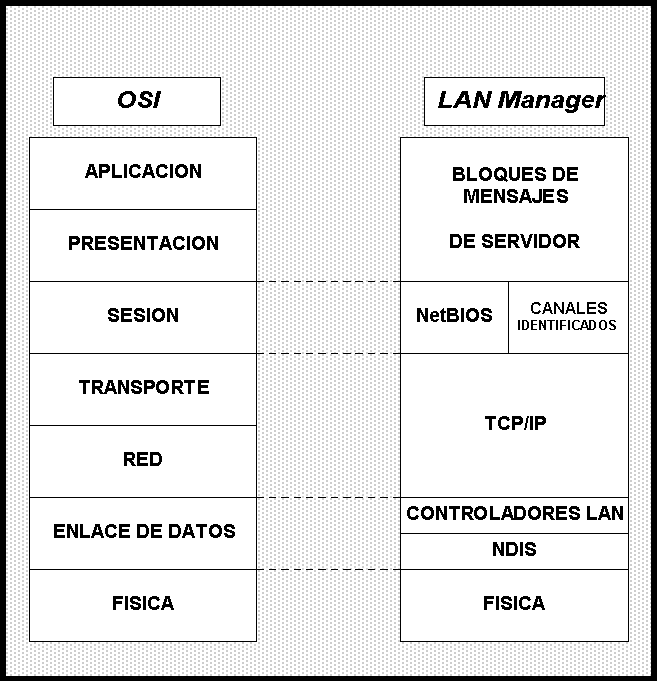 OSI
LAN Manager
APLICACION
PRESENTACION
SESION
TRANSPORTE
RED
ENLACE DE DATOS
FISICA
BLOQUES DE
MENSAJES
DE SERVIDOR
NetBIOS
CANALES
IDENTIFICADOS
TCP/IP
CONTROLADORES LAN
NDIS
FISICA